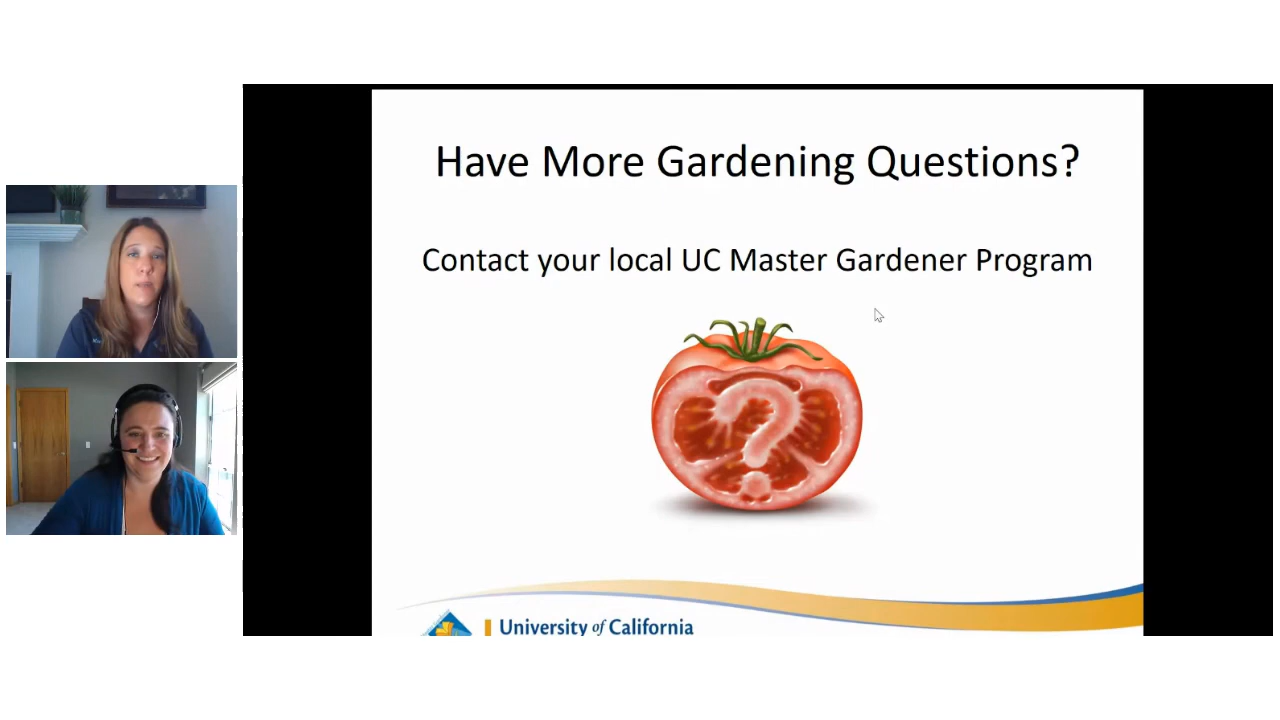 Have More Gardening Questions?
Contact your local UC Master Gardener Program
University of California